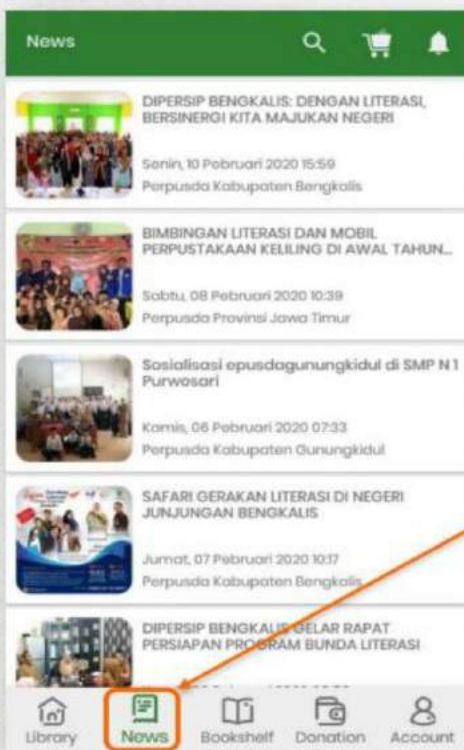 News
DIPERSIP BENGKALIS: DENGAN LITERASI,
BERSINERGI KITA MAJUKAN NEGERI
Senin, 10 Pebruari 2020 15:59
Perpusda Kabupaten Bengkalis
BIMBINGAN LITERASI DAN MOBIL
PERPUSTAKAAN KELILING DI AWAL TAHUN...
Sabtu, 08 Pebruari 2020 10:39
Perpusda Provinsi Jawa Timur
Sosialisasi epusdagunungkidul di SMP N 1
Purwosari
Kamis, 06 Pebruari 2020 07:33
Perpusda Kabupaten Gunungkidul
SAFARI GERAKAN LITERASI DI NEGERI
JUNJUNGAN BENGKALIS
Jumat, 07 Pebruari 2020 10:17
Perpusda Kabupaten Bengkalis
DIPERSIP BENGKALIS GELAR RAPAT
PERSIAPAN PROGRAM BUNDA LITERASI
Library
News
Bookshelf
Donation
Account